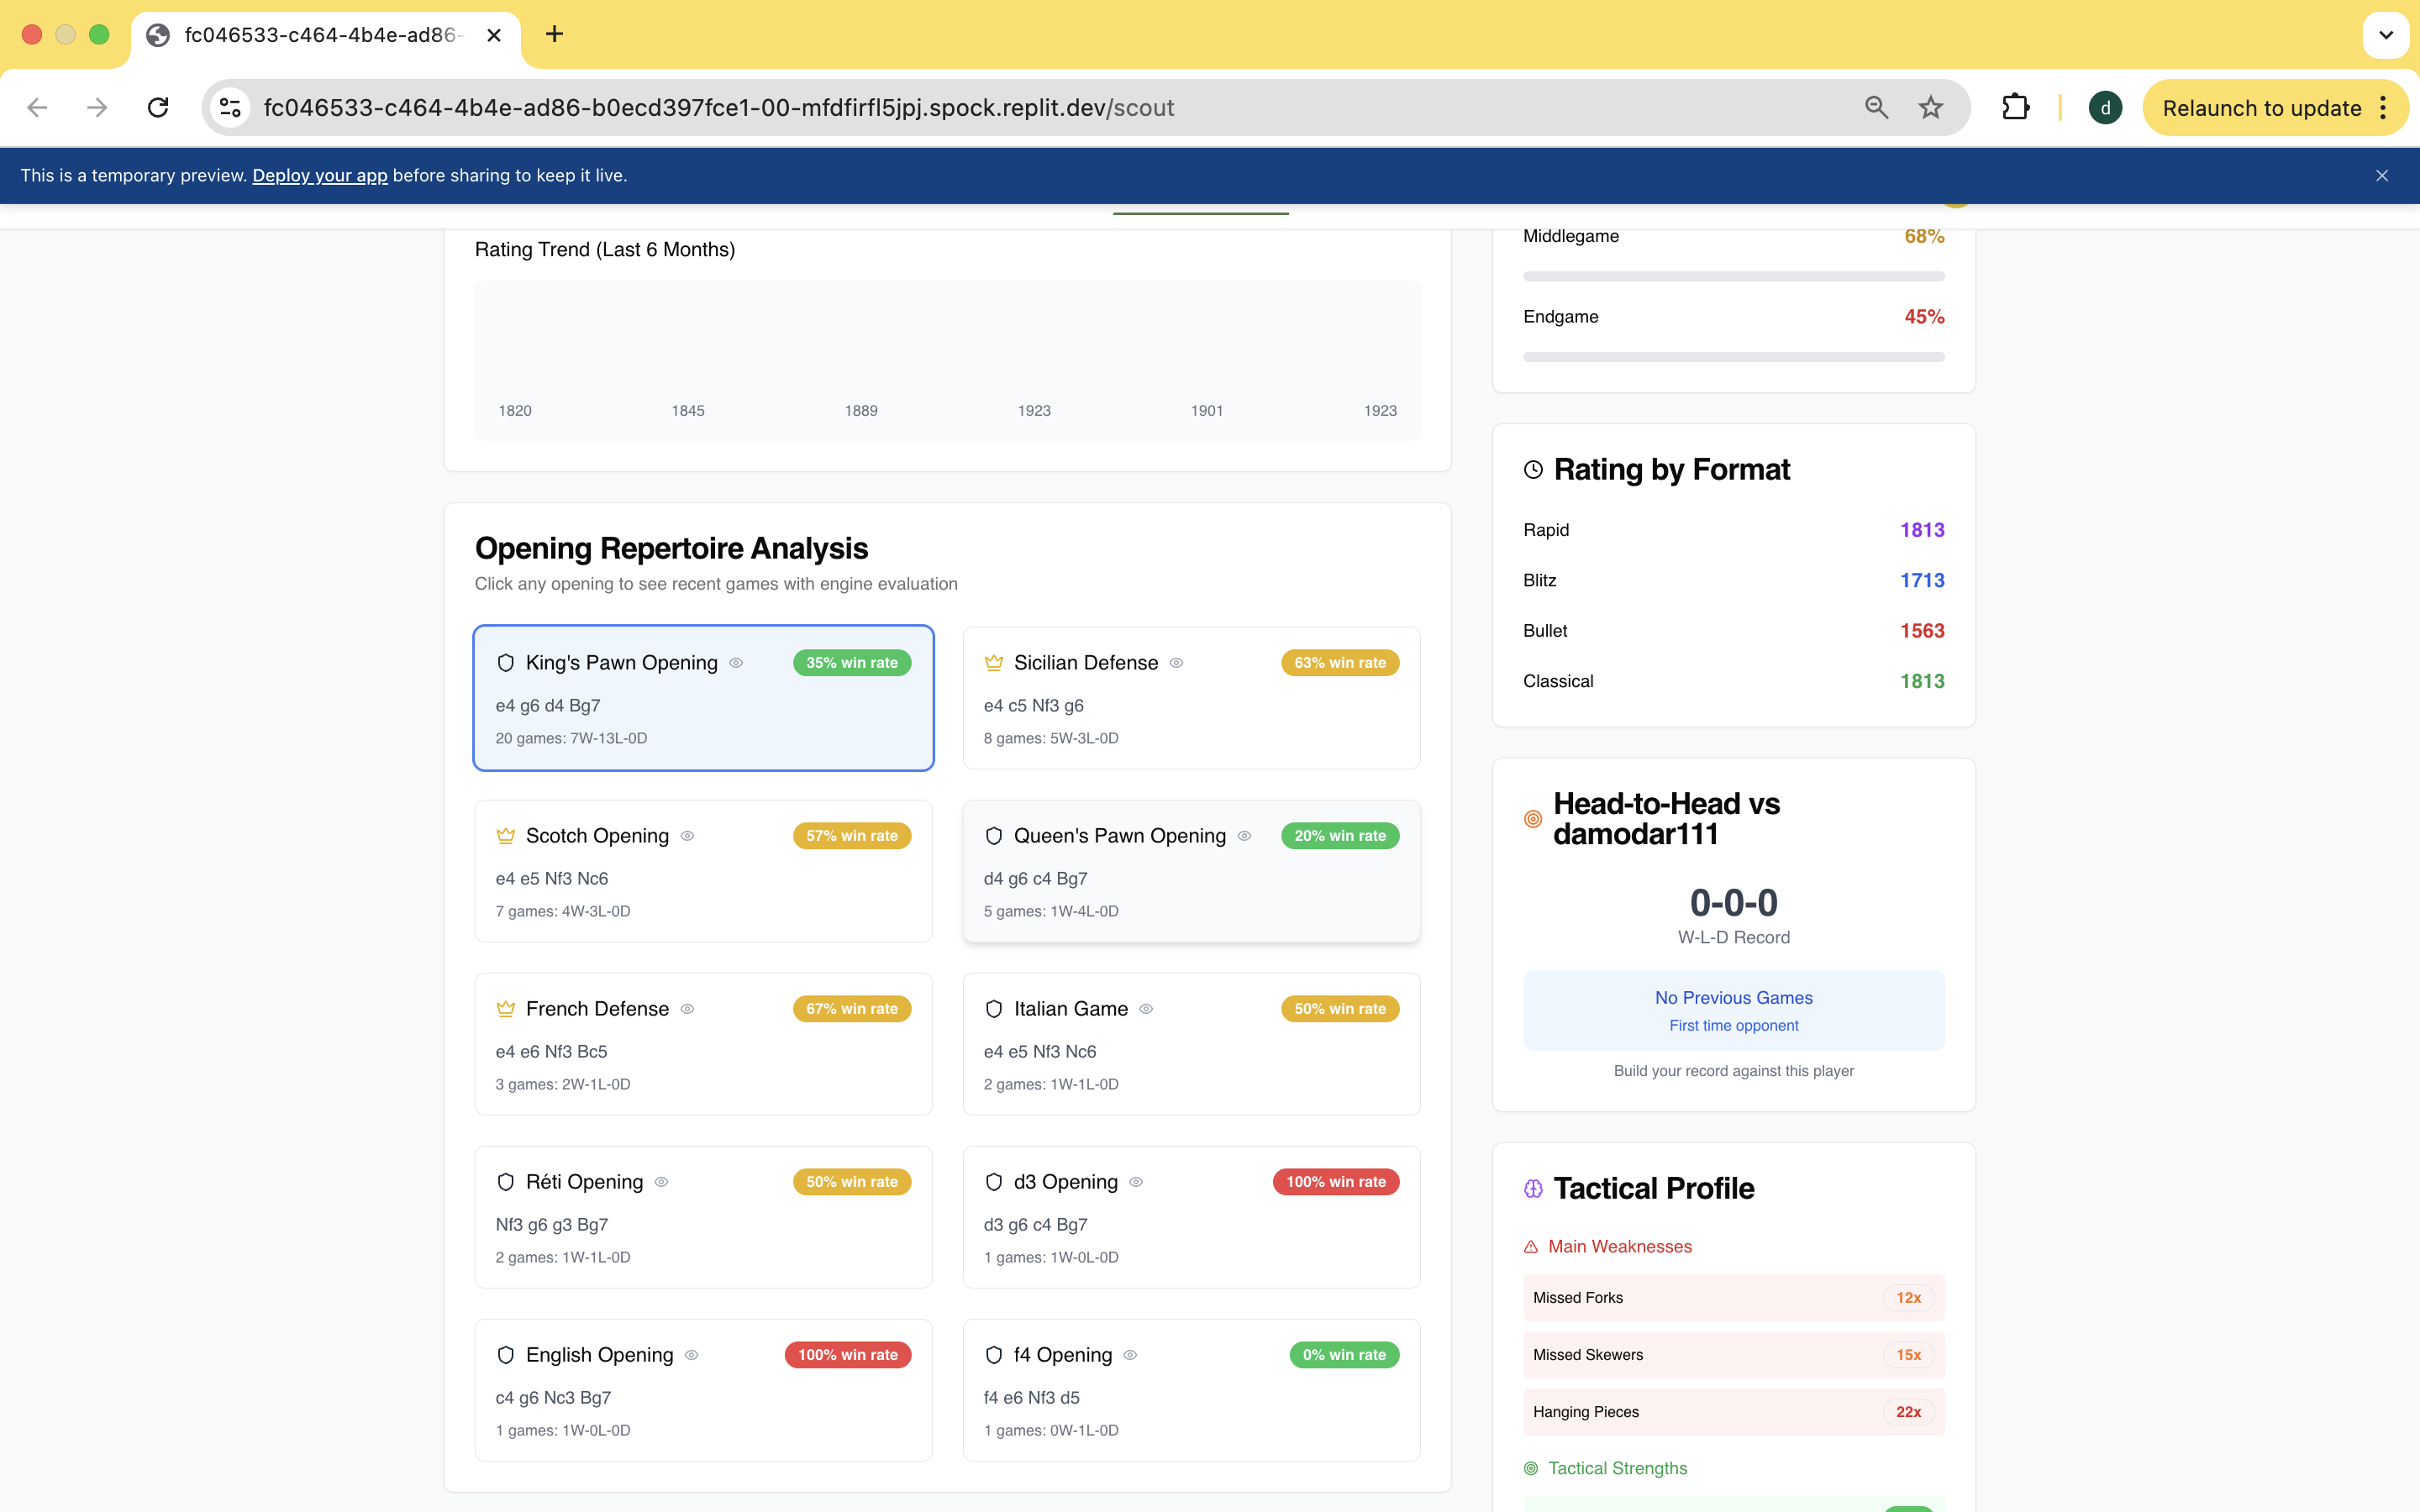 fc046533-c464-4b4e-ad86-
fc046533-c464-4b4e-ad86-b0ecd397fce1-00-mfdfirfl5jpj.spock.replit.dev/scout
d
Relaunch to update
This is a temporary preview. Deploy your app before sharing to keep it live.
Rating Trend (Last 6 Months)
1820 1845 1889 1923 1901 1923
Opening Repertoire Analysis
Click any opening to see recent games with engine evaluation
King's Pawn Opening 35% win rate
e4 g6 d4 Bg7
20 games: 7W-13L-0D
Sicilian Defense 63% win rate
e4 c5 Nf3 g6
8 games: 5W-3L-0D
Scotch Opening 57% win rate
e4 e5 Nf3 Nc6
7 games: 4W-3L-0D
Queen's Pawn Opening 20% win rate
d4 g6 c4 Bg7
5 games: 1W-4L-0D
French Defense 67% win rate
e4 e6 Nf3 Bc5
3 games: 2W-1L-0D
Italian Game 50% win rate
e4 e5 Nf3 Nc6
2 games: 1W-1L-0D
Réti Opening 50% win rate
Nf3 g6 g3 Bg7
2 games: 1W-1L-0D
d3 Opening 100% win rate
d3 g6 c4 Bg7
1 games: 1W-0L-0D
English Opening 100% win rate
c4 g6 Nc3 Bg7
1 games: 1W-0L-0D
f4 Opening 0% win rate
f4 e6 Nf3 d5
1 games: 0W-1L-0D
Middlegame 68%
Endgame 45%
Rating by Format
Rapid 1813
Blitz 1713
Bullet 1563
Classical 1813
Head-to-Head vs
damodar111
0-0-0
W-L-D Record
No Previous Games
First time opponent
Build your record against this player
Tactical Profile
Main Weaknesses
Missed Forks 12x
Missed Skewers 15x
Hanging Pieces 22x
Tactical Strengths